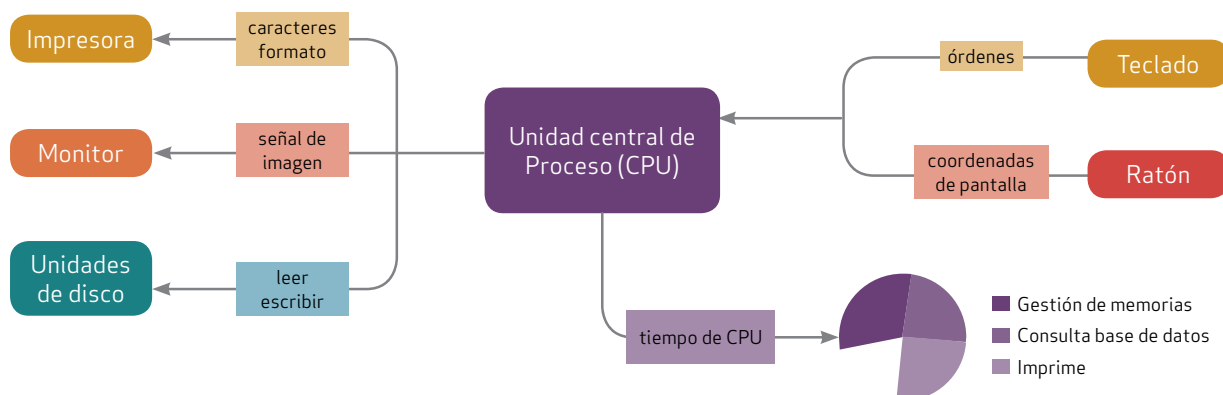 Impresora
caracteres
formato
Monitor
señal de
imagen
Unidades
de disco
leer
escribir
Unidad central de
Proceso (CPU)
órdenes
Teclado
coordenadas
de pantalla
Ratón
tiempo de CPU
Gestión de memorias
Consulta base de datos
Imprime